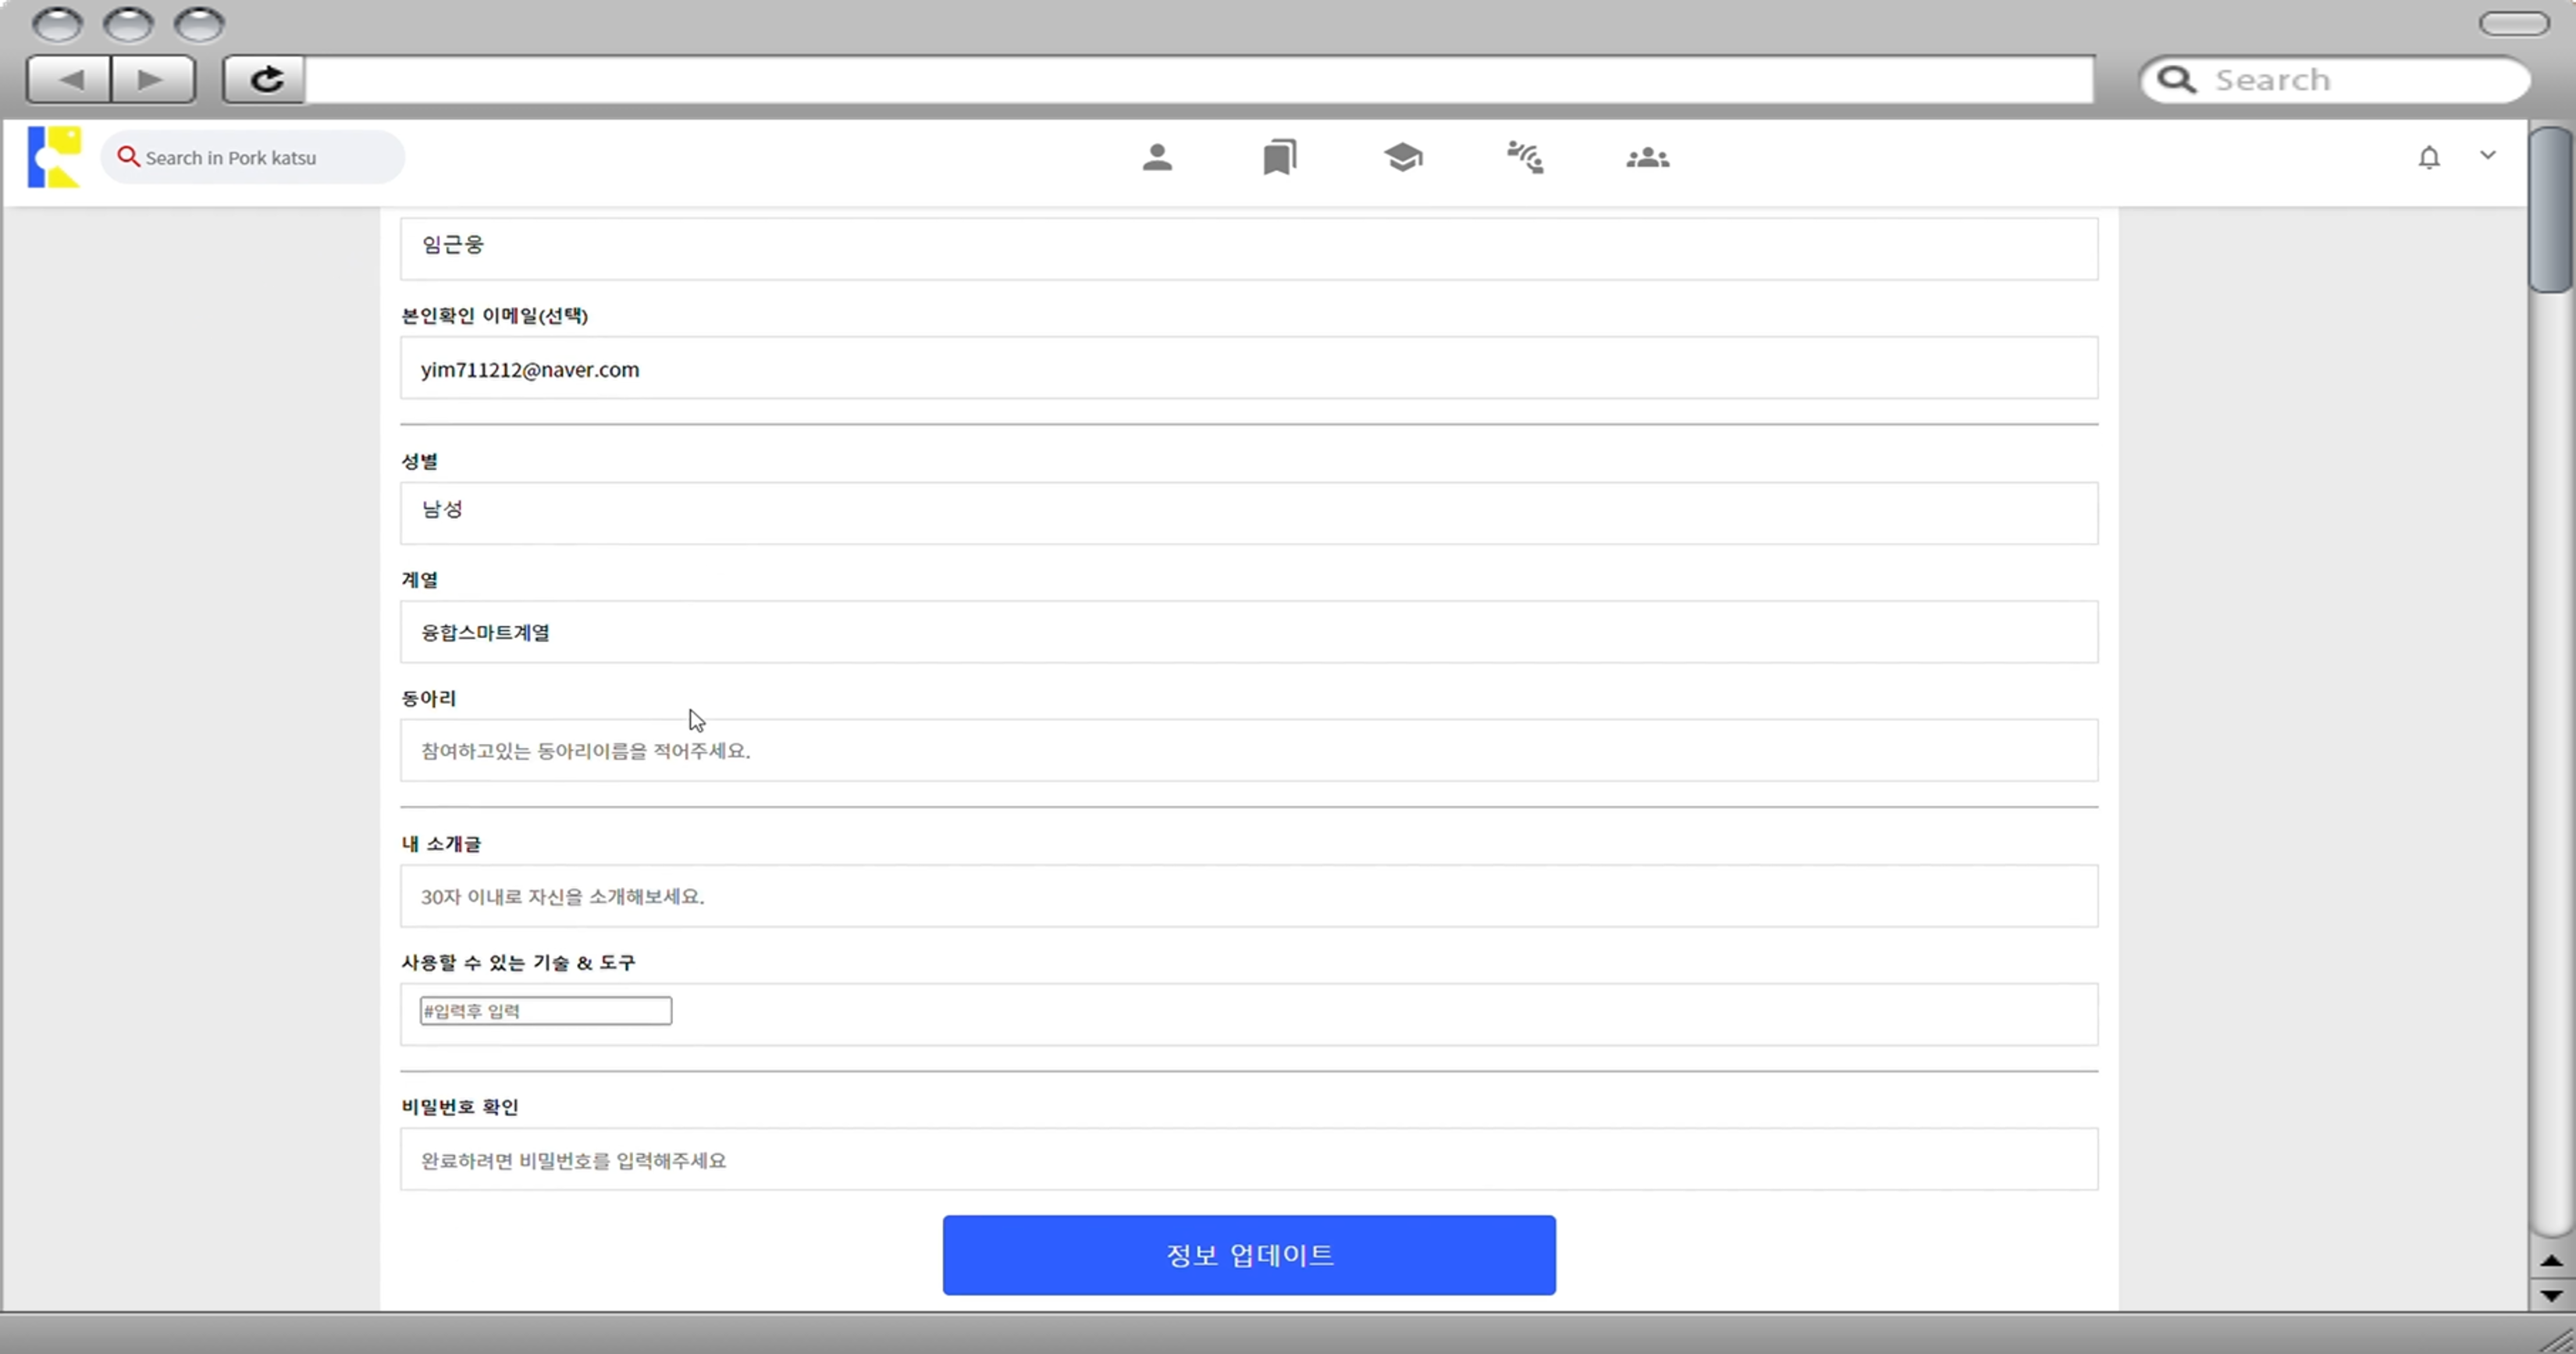 Search
Search in Pork katsu
임근웅
본인확인 이메일(선택)
yim711212@naver.com
성별
남성
계열
융합스마트계열
동아리
참여하고있는 동아리이름을 적어주세요.
내 소개글
30자 이내로 자신을 소개해보세요.
사용할 수 있는 기술 & 도구
#입력후 입력
비밀번호 확인
완료하려면 비밀번호를 입력해주세요
정보 업데이트